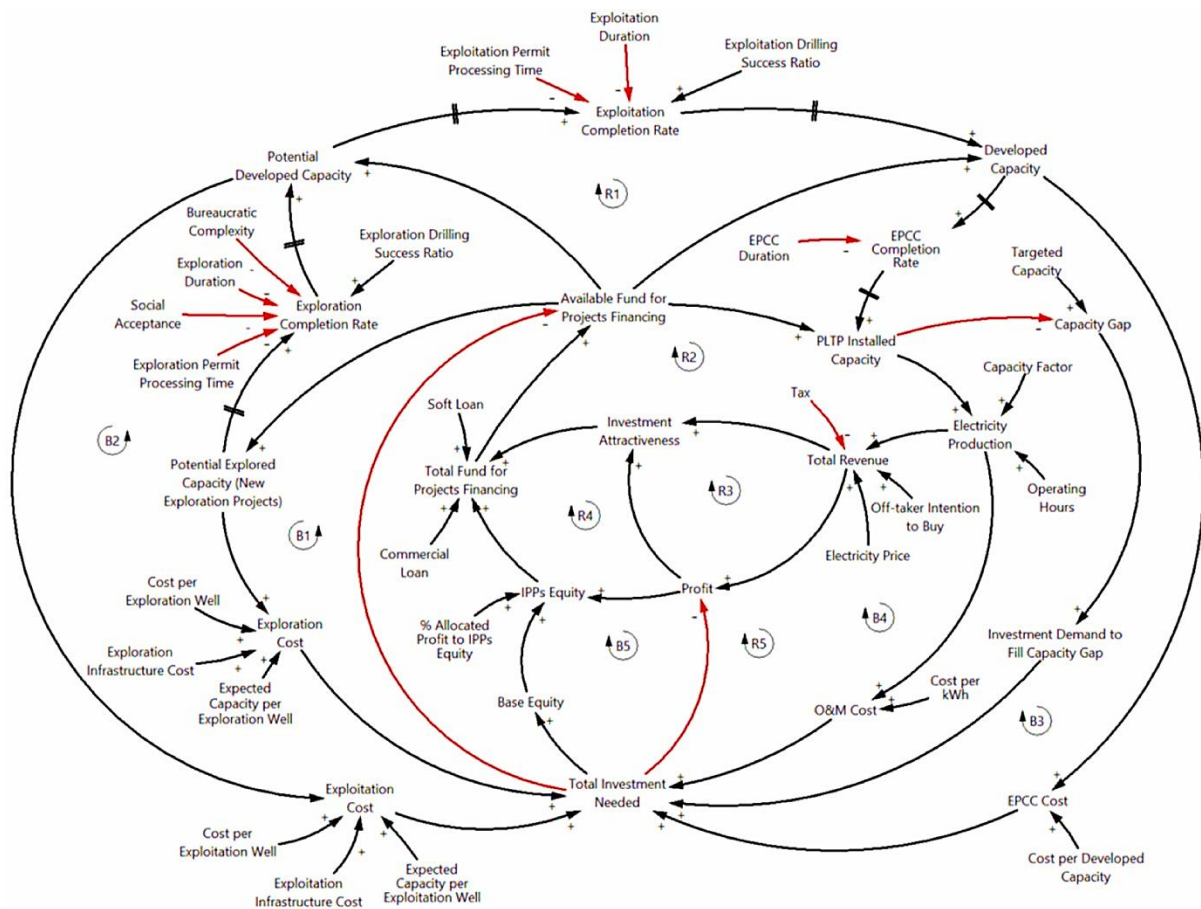 Exploitation
Duration
Exploitation Permit
Processing Time
Exploitation Drilling
Success Ratio
Exploitation
Completion Rate
Potential
Developed Capacity
Developed
Capacity
R1
Bureaucratic
Complexity
Exploration Drilling
Success Ratio
EPCC
Duration
EPCC
Completion
Rate
Targeted
Capacity
Exploration
Duration
Social
Acceptance
Exploration
Completion Rate
Available Fund for
Projects Financing
Exploration Permit
Processing Time
PLTP Installed
Capacity
Capacity Gap
R2
Capacity Factor
Soft Loan
Investment
Attractiveness
Tax
Electricity
Production
B2
Potential Explored
Capacity (New
Exploration Projects)
Total Fund for
Projects Financing
Total Revenue
R3
Off-taker Intention
to Buy
Operating
Hours
R4
B1
Commercial
Loan
Electricity Price
Cost per
Exploration Well
IPPs Equity
Profit
% Allocated
Profit to IPPs
Equity
B4
B5
R5
Exploration
Cost
Investment Demand to
Fill Capacity Gap
Exploration
Infrastructure Cost
Expected
Capacity per
Exploration Well
Base Equity
Cost per
kWh
O&M Cost
B3
Total Investment
Needed
Exploitation
Cost
EPCC Cost
Cost per
Exploitation Well
Exploitation
Infrastructure Cost
Expected
Capacity per
Exploitation Well
Cost per Developed
Capacity